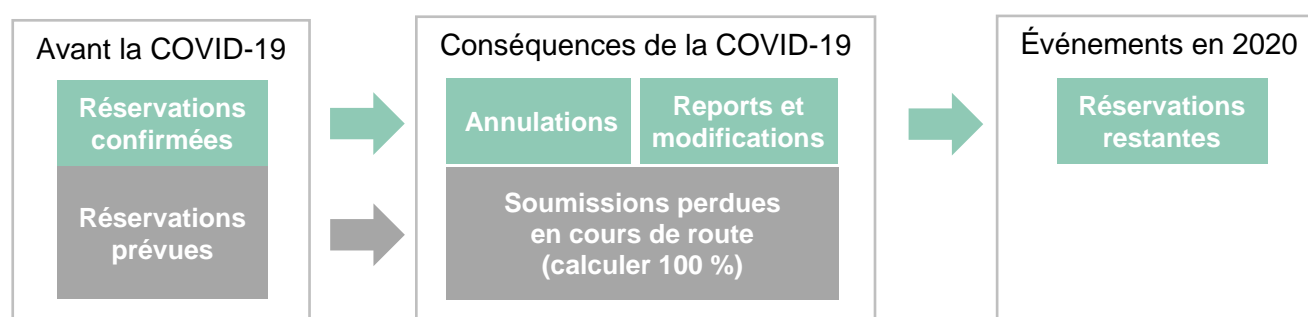 Avant la COVID-19
Réservations
confirmées
Réservations
prévues
Conséquences de la COVID-19
Annulations
Reports et
modifications
Soumissions perdues
en cours de route
(calculer 100 %)
Événements en 2020
Réservations
restantes